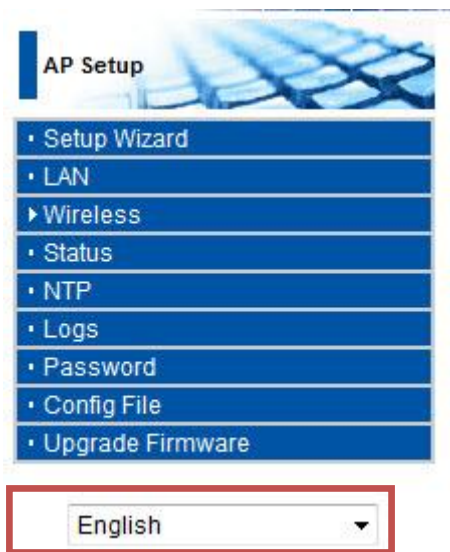 AP Setup
Setup Wizard
LAN
Wireless
Status
NTP
Logs
Password
Config File
Upgrade Firmware
English